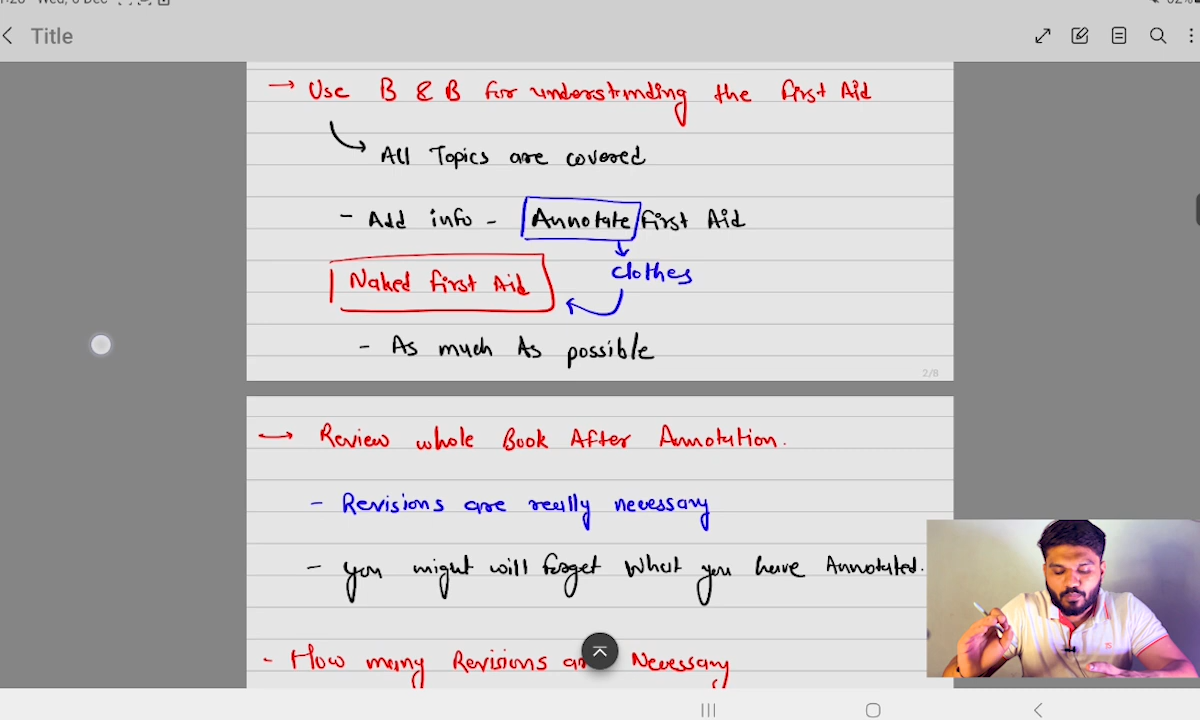 Title
→ Use B & B for understanding the First Aid
All Topics are covered
- Add info - Annotate First Aid
clothes
Naked First Aid
- As much As possible
2/8
→ Review whole Book After Annotation.
- Revisions are really necessary
- you might will forget What you have Annotated.
- How many Revisions Necessary